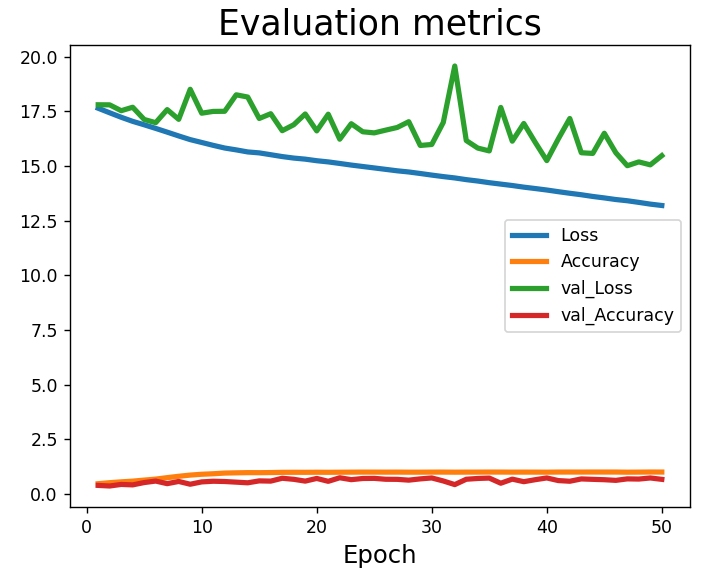 Evaluation metrics
20.0
17.5
15.0
12.5
10.0
7.5
5.0
2.5
0.0
Loss
Accuracy
val_Loss
val_Accuracy
0 10 20 30 40 50
Epoch